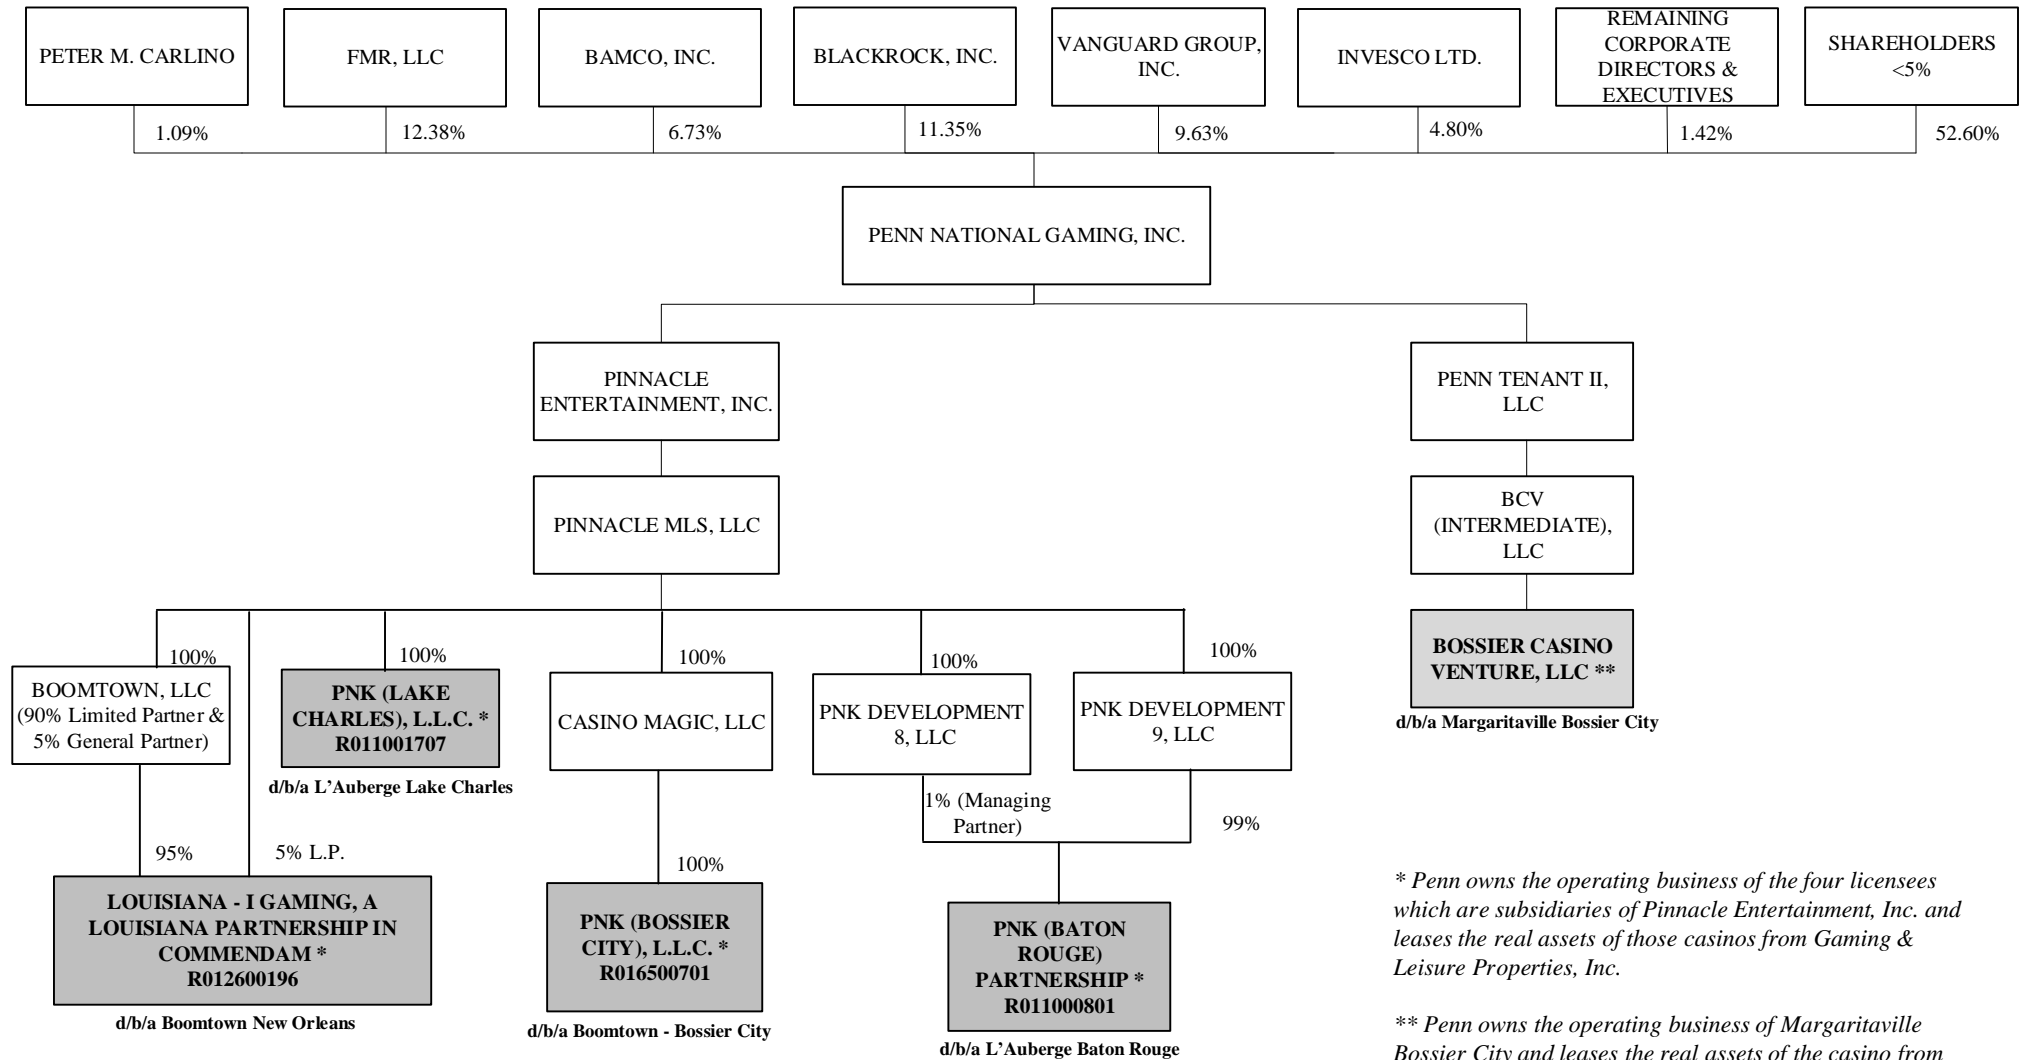 PETER M. CARLINO
FMR, LLC
BAMCO, INC.
BLACKROCK, INC.
VANGUARD GROUP,
INC.
INVESCO LTD.
REMAINING
CORPORATE
DIRECTORS &
EXECUTIVES
SHAREHOLDERS
<5%
1.09%
12.38%
6.73%
11.35%
9.63%
4.80%
1.42%
52.60%
PENN NATIONAL GAMING, INC.
PINNACLE
ENTERTAINMENT, INC.
PENN TENANT II,
LLC
PINNACLE MLS, LLC
BCV
(INTERMEDIATE),
LLC
100%
100%
100%
100%
100%
BOOMTOWN, LLC
(90% Limited Partner &
5% General Partner)
PNK (LAKE
CHARLES), L.L.C. *
R011001707
d/b/a L'Auberge Lake Charles
CASINO MAGIC, LLC
PNK DEVELOPMENT
8, LLC
PNK DEVELOPMENT
9, LLC
BOSSIER CASINO
VENTURE, LLC **
d/b/a Margaritaville Bossier City
95%
5% L.P.
100%
1% (Managing
Partner)
99%
LOUISIANA - I GAMING, A
LOUISIANA PARTNERSHIP IN
COMMENDAM *
R012600196
d/b/a Boomtown New Orleans
PNK (BOSSIER
CITY), L.L.C. *
R016500701
d/b/a Boomtown - Bossier City
PNK (BATON
ROUGE)
PARTNERSHIP *
R011000801
d/b/a L'Auberge Baton Rouge
* Penn owns the operating business of the four licensees
which are subsidiaries of Pinnacle Entertainment, Inc. and
leases the real assets of those casinos from Gaming &
Leisure Properties, Inc.
** Penn owns the operating business of Margaritaville
Bossier City and leases the real assets of the casino from